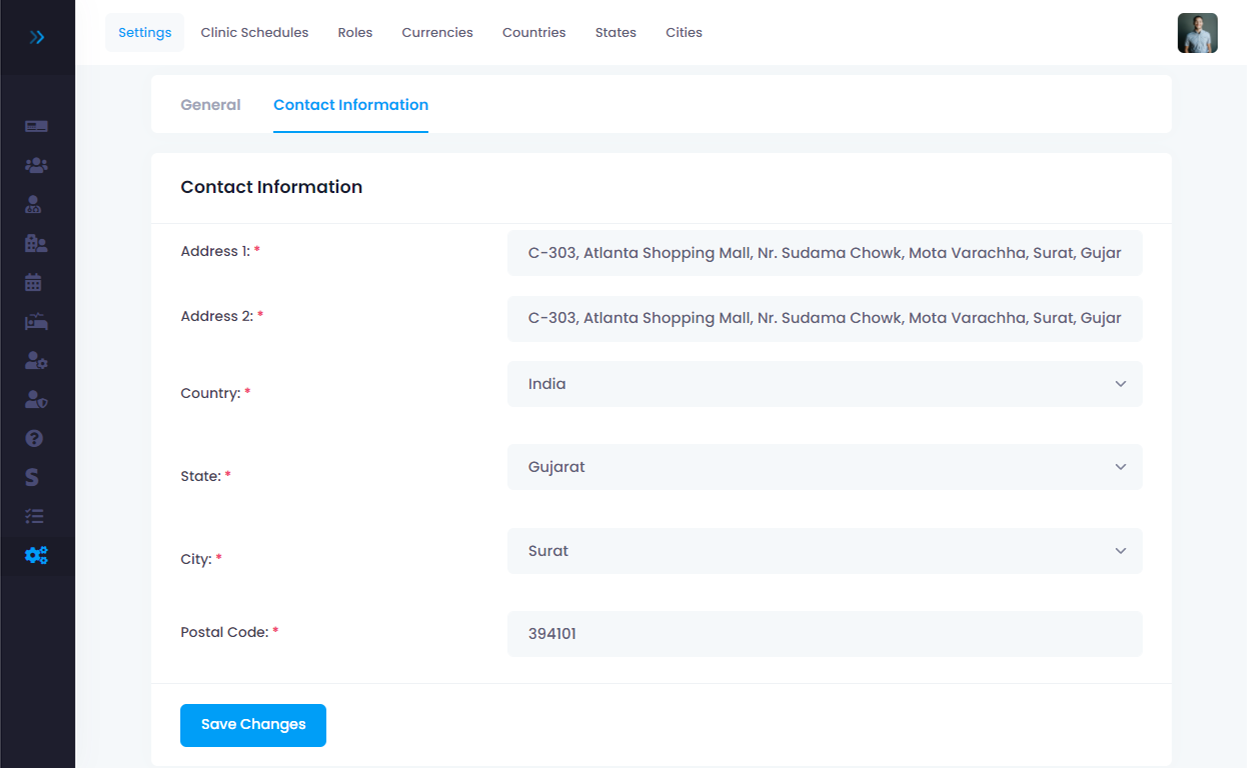 Settings Clinic Schedules Roles Currencies Countries States Cities
General Contact Information
Contact Information
Address 1: * C-303, Atlanta Shopping Mall, Nr. Sudama Chowk, Mota Varachha, Surat, Gujar
Address 2: * C-303, Atlanta Shopping Mall, Nr. Sudama Chowk, Mota Varachha, Surat, Gujar
Country: * India
State: * Gujarat
City: * Surat
Postal Code: * 394101
Save Changes